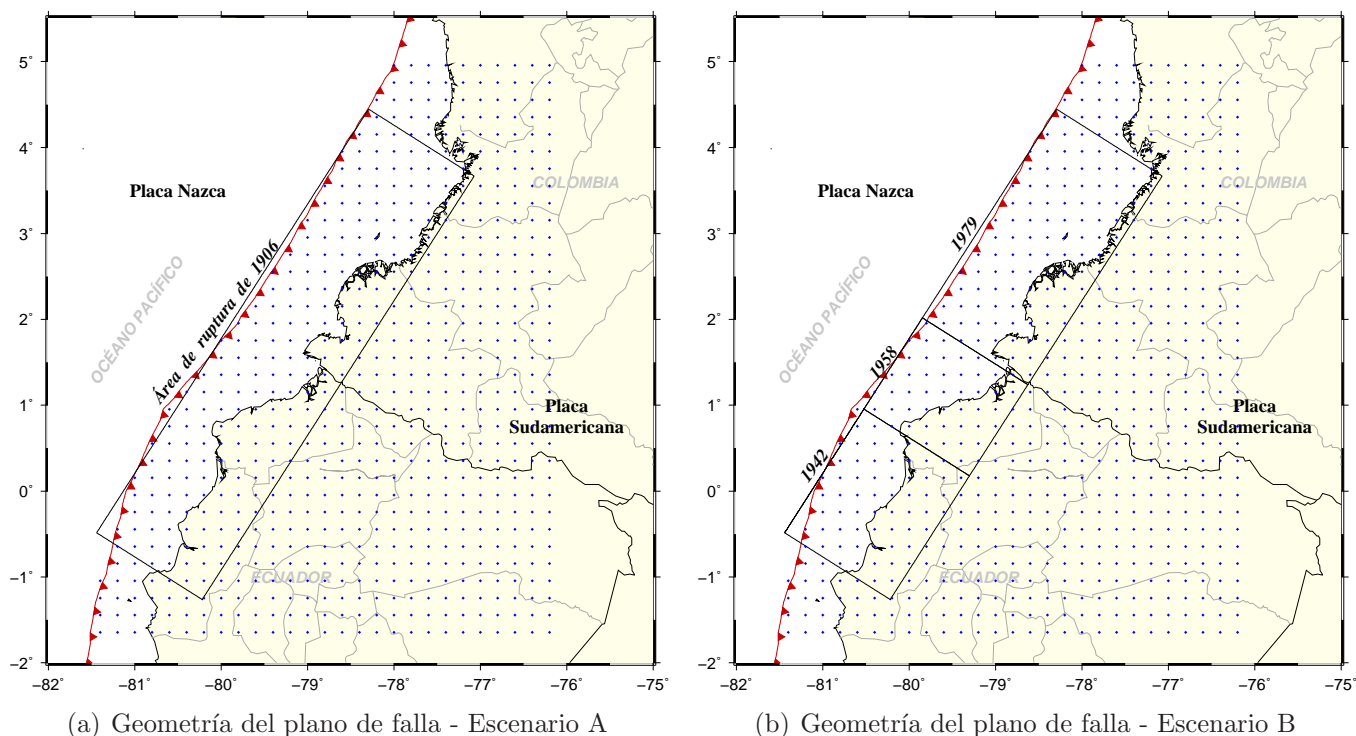 5˚
4˚
3˚
2˚
1˚
0˚
−1˚
−2˚
−82˚ −81˚ −80˚ −79˚ −78˚ −77˚ −76˚ −75˚
Placa Nazca
COLOMBIA
OCÉANO PACÍFICO
Área de ruptura de 1906
Placa
Sudamericana
ECUADOR
(a) Geometría del plano de falla - Escenario A
5˚
4˚
3˚
2˚
1˚
0˚
−1˚
−2˚
−82˚ −81˚ −80˚ −79˚ −78˚ −77˚ −76˚ −75˚
Placa Nazca
COLOMBIA
OCÉANO PACÍFICO
1979
1958
1942
Placa
Sudamericana
ECUADOR
(b) Geometría del plano de falla - Escenario B